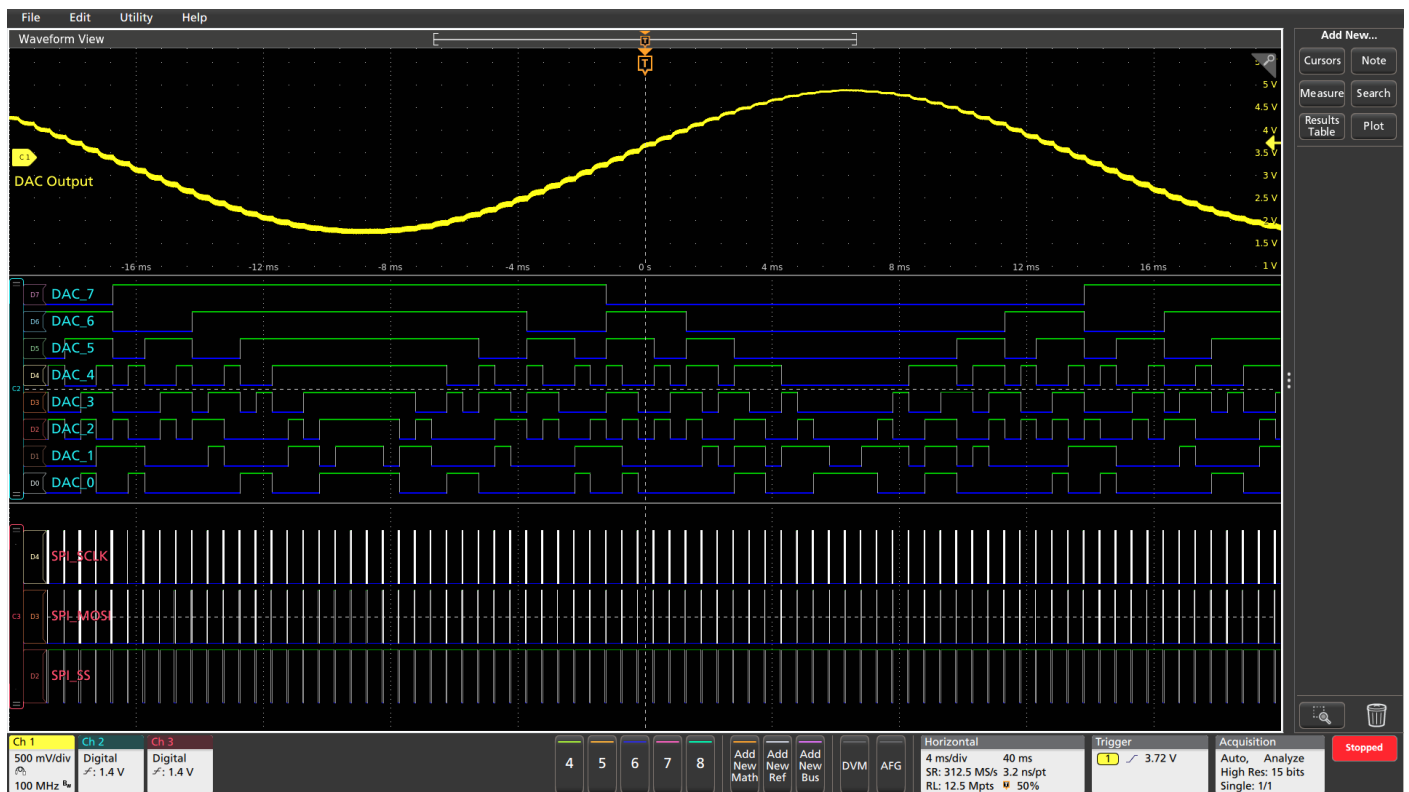 File Edit Utility Help
Waveform View
Add New...
Cursors Note
Measure Search
Results Table Plot
T
T
5 V
4.5 V
4 V
3.5 V
3 V
2.5 V
2 V
1.5 V
1 V
C1
DAC Output
-16 ms -12 ms -8 ms -4 ms 0 s 4 ms 8 ms 12 ms 16 ms
D7 DAC_7
D6 DAC_6
D5 DAC_5
D4 DAC_4
C2
D3 DAC_3
D2 DAC_2
D1 DAC_1
D0 DAC_0
D4 SPI_SCLK
C3 D3 SPI_MOSI
D2 SPI_SS
Ch 1
500 mV/div
100 MHz Bw
Ch 2
Digital
: 1.4 V
Ch 3
Digital
: 1.4 V
4 5 6 7 8
Add New Math
Add New Ref
Add New Bus
DVM AFG
Horizontal
4 ms/div 40 ms
SR: 312.5 MS/s 3.2 ns/pt
RL: 12.5 Mpts 50%
Trigger
1 3.72 V
Acquisition
Auto, Analyze
High Res: 15 bits
Single: 1/1
Stopped